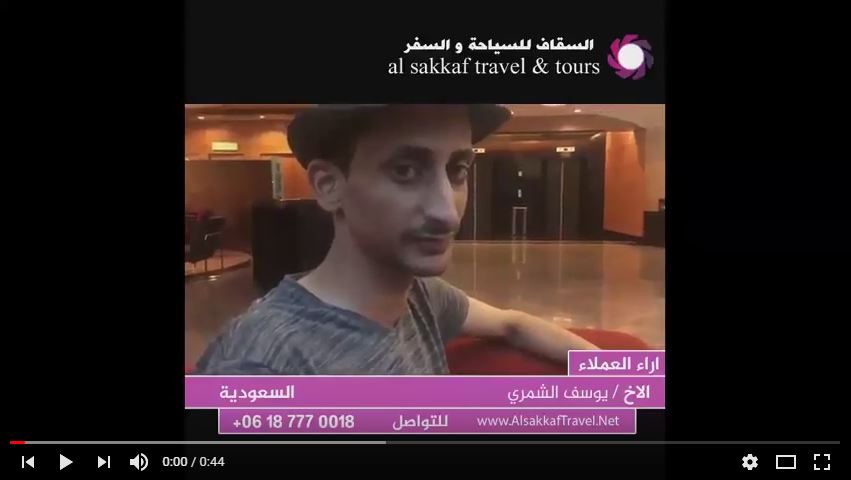 السقاف للسياحة و السفر
al sakkaf travel & tours
اراء العملاء
الاخ / يوسف الشمري السعودية
www.AlsakkafTravel.Net للتواصل +06 18 777 0018
0:00 / 0:44